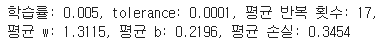 학습률: 0.005, tolerance: 0.0001, 평균 반복 횟수: 17,
평균 w: 1.3115, 평균 b: 0.2196, 평균 손실: 0.3454